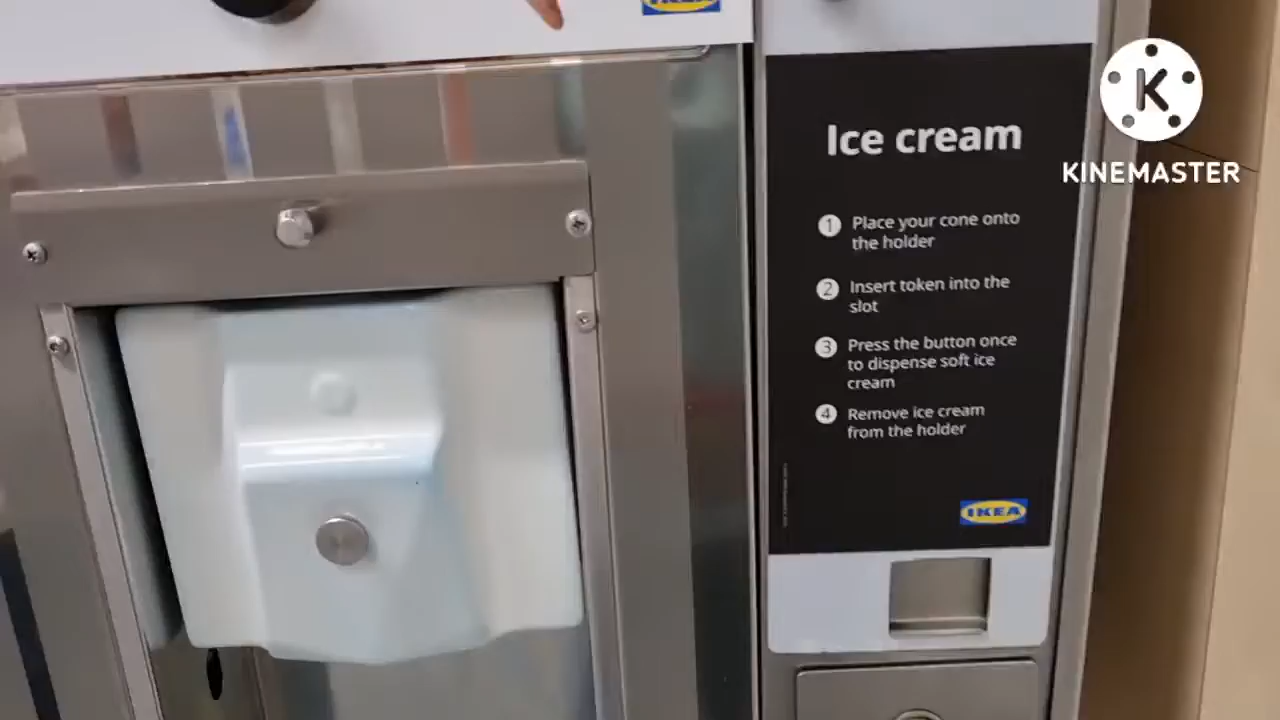 IKEA
Ice cream
1 Place your cone onto
the holder
2 Insert token into the
slot
3 Press the button once
to dispense soft ice
cream
4 Remove ice cream
from the holder
IKEA
K
KINEMASTER